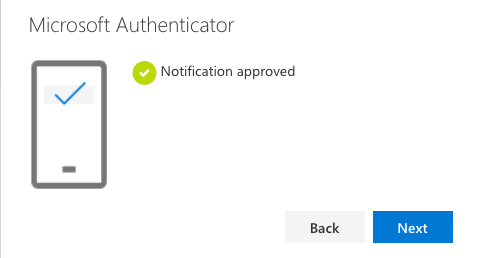 Microsoft Authenticator
Notification approved
Back
Next